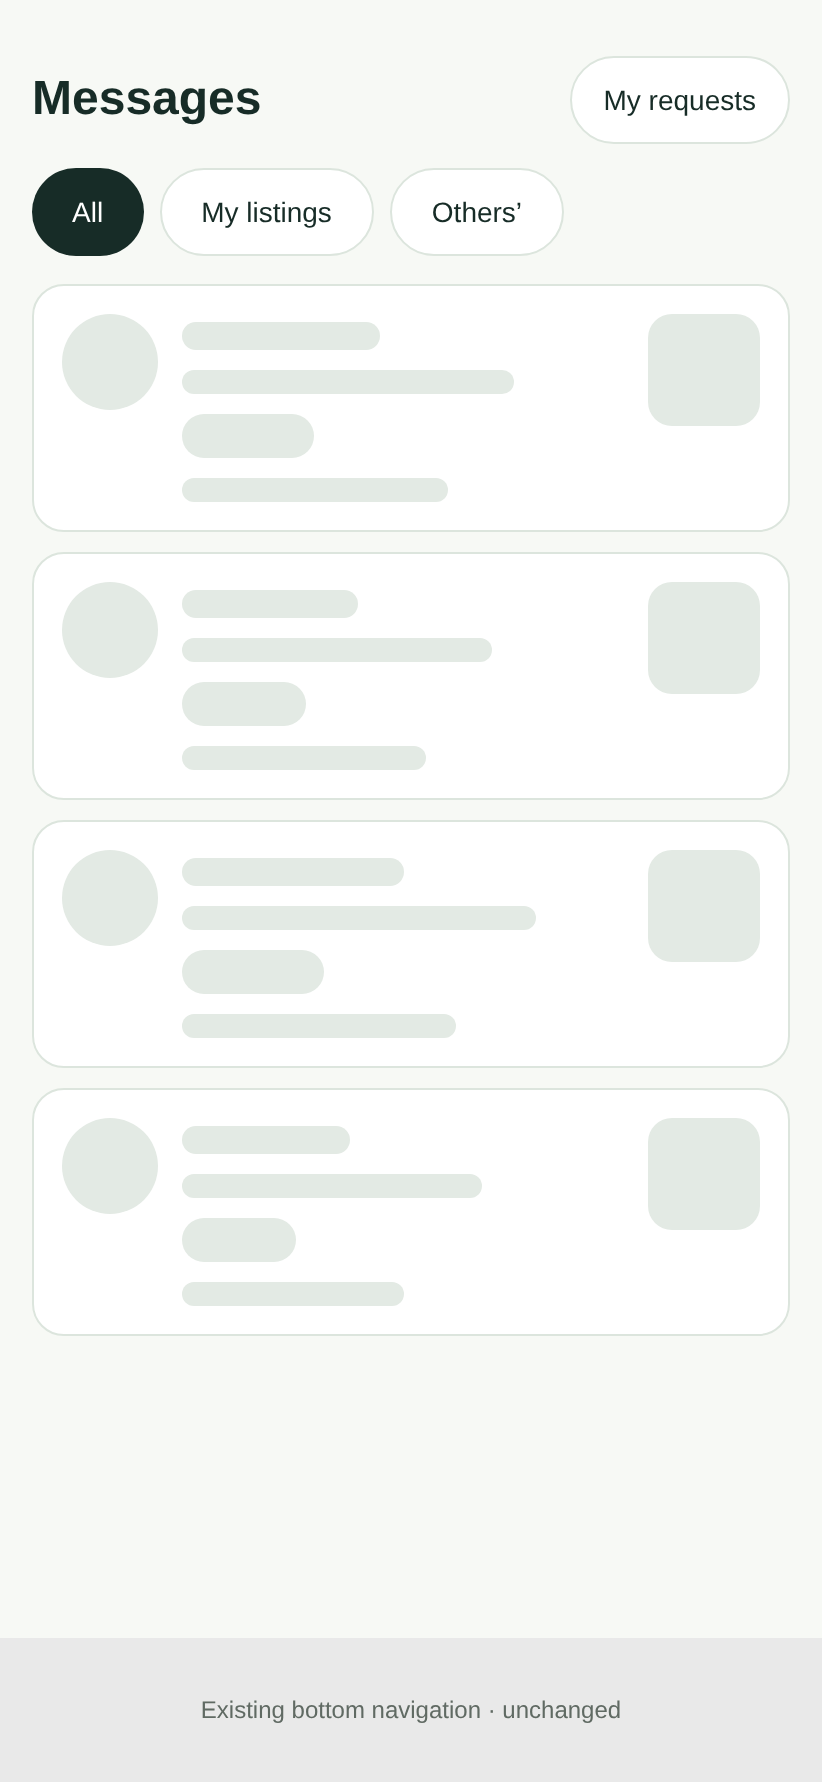 Messages
My requests
All
My listings
Others’
Existing bottom navigation · unchanged